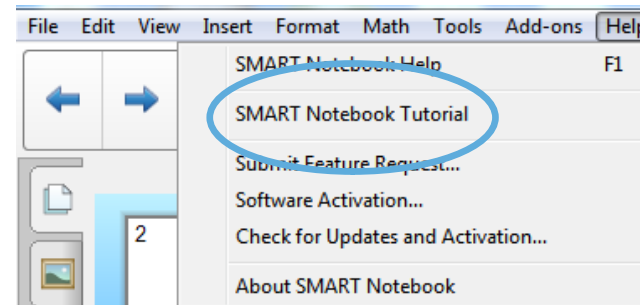 File Edit View Insert Format Math Tools Add-ons Help
SMART Notebook Help F1
SMART Notebook Tutorial
Submit Feature Request...
Software Activation...
2
Check for Updates and Activation...
About SMART Notebook